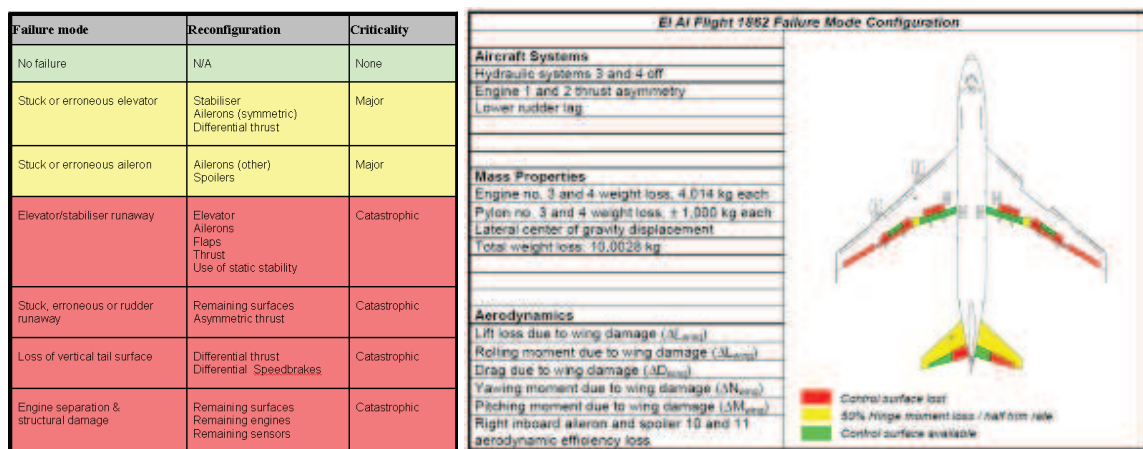 Failure mode Reconfiguration Criticality
No failure N/A None
Stuck or erroneous elevator Stabiliser Major
Ailerons (symmetric)
Differential thrust
Stuck or erroneous aileron Ailerons (other) Major
Spoilers
Elevator/stabiliser runaway Elevator Catastrophic
Ailerons
Flaps
Thrust
Use of static stability
Stuck, erroneous or rudder Remaining surfaces Catastrophic
runaway Asymmetric thrust
Loss of vertical tail surface Differential thrust Catastrophic
Differential Speedbrakes
Engine separation & Remaining surfaces Catastrophic
structural damage Remaining engines
Remaining sensors
El Al Flight 1862 Failure Mode Configuration
Aircraft Systems
Hydraulic systems 3 and 4 off
Engine 1 and 2 thrust asymmetry
Lower rudder lag
Mass Properties
Engine no. 3 and 4 weight loss, 4,014 kg each
Pylon no. 3 and 4 weight loss, ± 1,000 kg each
Lateral center of gravity displacement
Total weight loss: 10,0028 kg
Aerodynamics
Lift loss due to wing damage (ΔLwing)
Rolling moment due to wing damage (ΔLwing)
Drag due to wing damage (ΔDwing)
Yawing moment due to wing damage (ΔNwing)
Pitching moment due to wing damage (ΔMwing)
Right inboard aileron and spoiler 10 and 11
aerodynamic efficiency loss
Control surface lost
50% Hinge moment loss / half trim rate
Control surface available